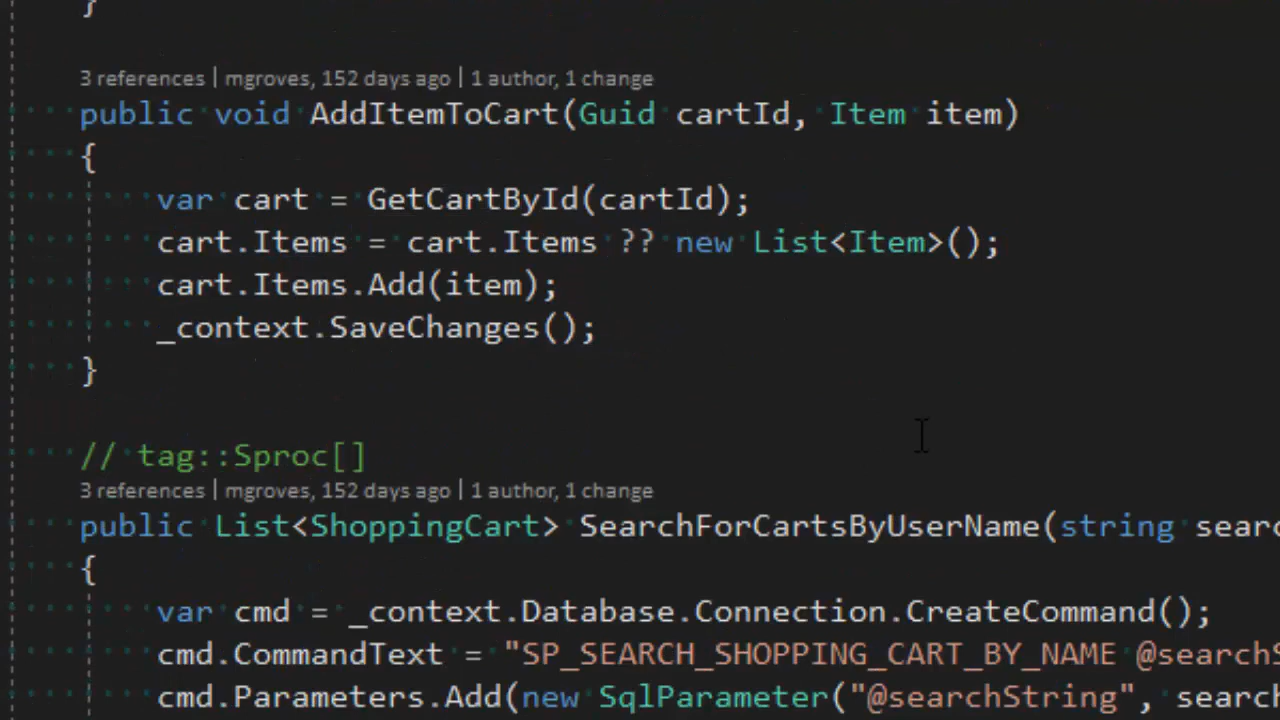 }
3 references | mgroves, 152 days ago | 1 author, 1 change
public void AddItemToCart(Guid cartId, Item item)
{
var cart = GetCartById(cartId);
cart.Items = cart.Items ?? new List<Item>();
cart.Items.Add(item);
_context.SaveChanges();
}
// tag::Sproc[]
3 references | mgroves, 152 days ago | 1 author, 1 change
public List<ShoppingCart> SearchForCartsByUserName(string searc
{
var cmd = _context.Database.Connection.CreateCommand();
cmd.CommandText = "SP_SEARCH_SHOPPING_CART_BY_NAME @searchS
cmd.Parameters.Add(new SqlParameter("@searchString", search